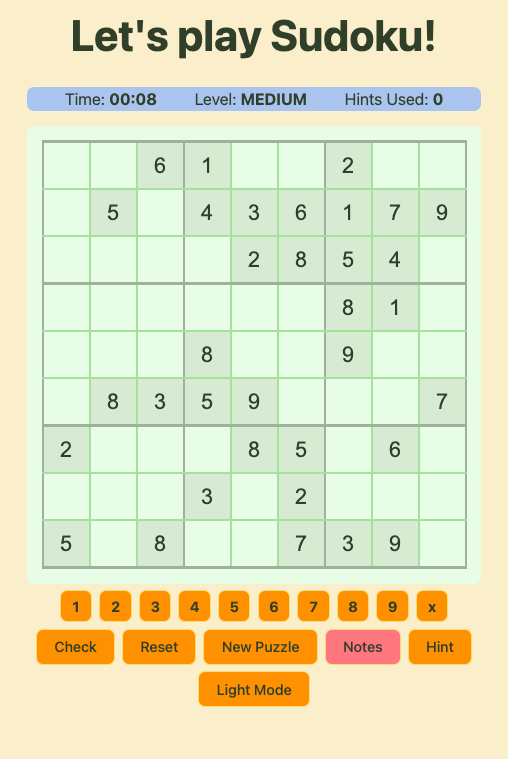 Let's play Sudoku!
Time: 00:08 Level: MEDIUM Hints Used: 0
6 1 2
5 4 3 6 1 7 9
2 8 5 4
8 1
8 9
8 3 5 9 7
2 8 5 6
3 2
5 8 7 3 9
1 2 3 4 5 6 7 8 9 x
Check Reset New Puzzle Notes Hint
Light Mode